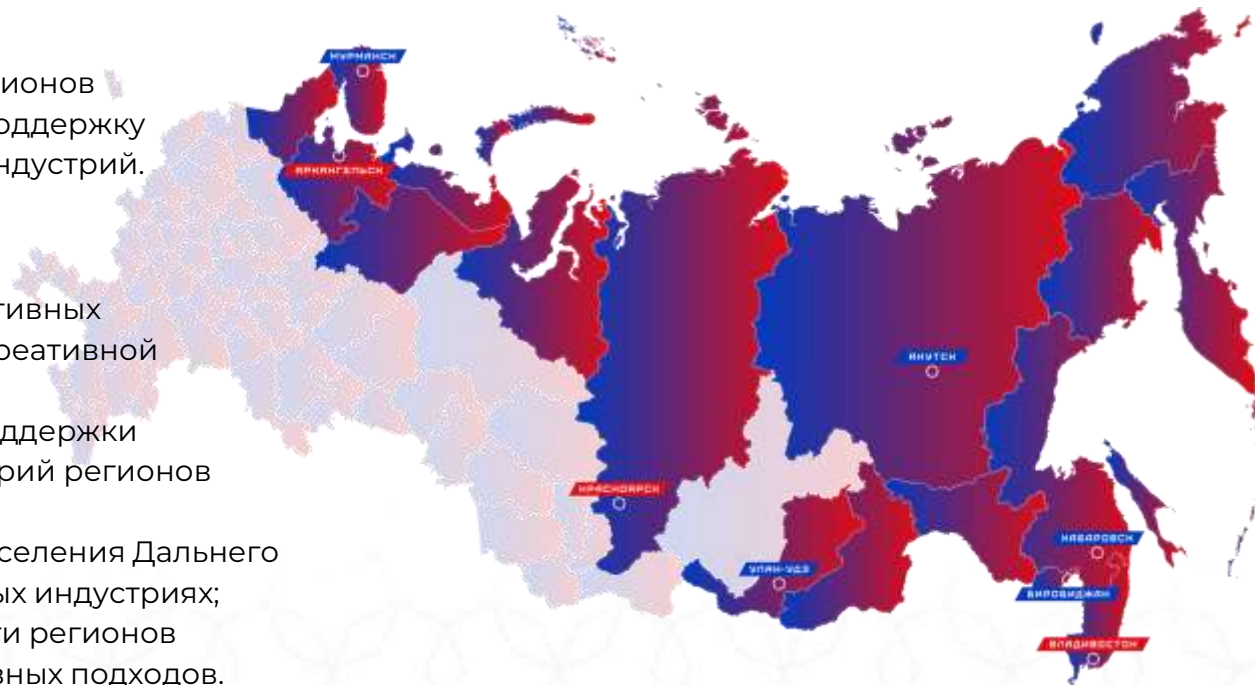 ионов
оддержку
ндустрий.
тивных
реативной
ддержки
рий регионов
селения Дальнего
ых индустриях;
ти регионов
вных подходов.
МУРМАНСК
АРХАНГЕЛЬСК
ЯКУТСК
КРАСНОЯРСК
УЛАН-УДЭ
ХАБАРОВСК
БИРОБИДЖАН
ВЛАДИВОСТОК